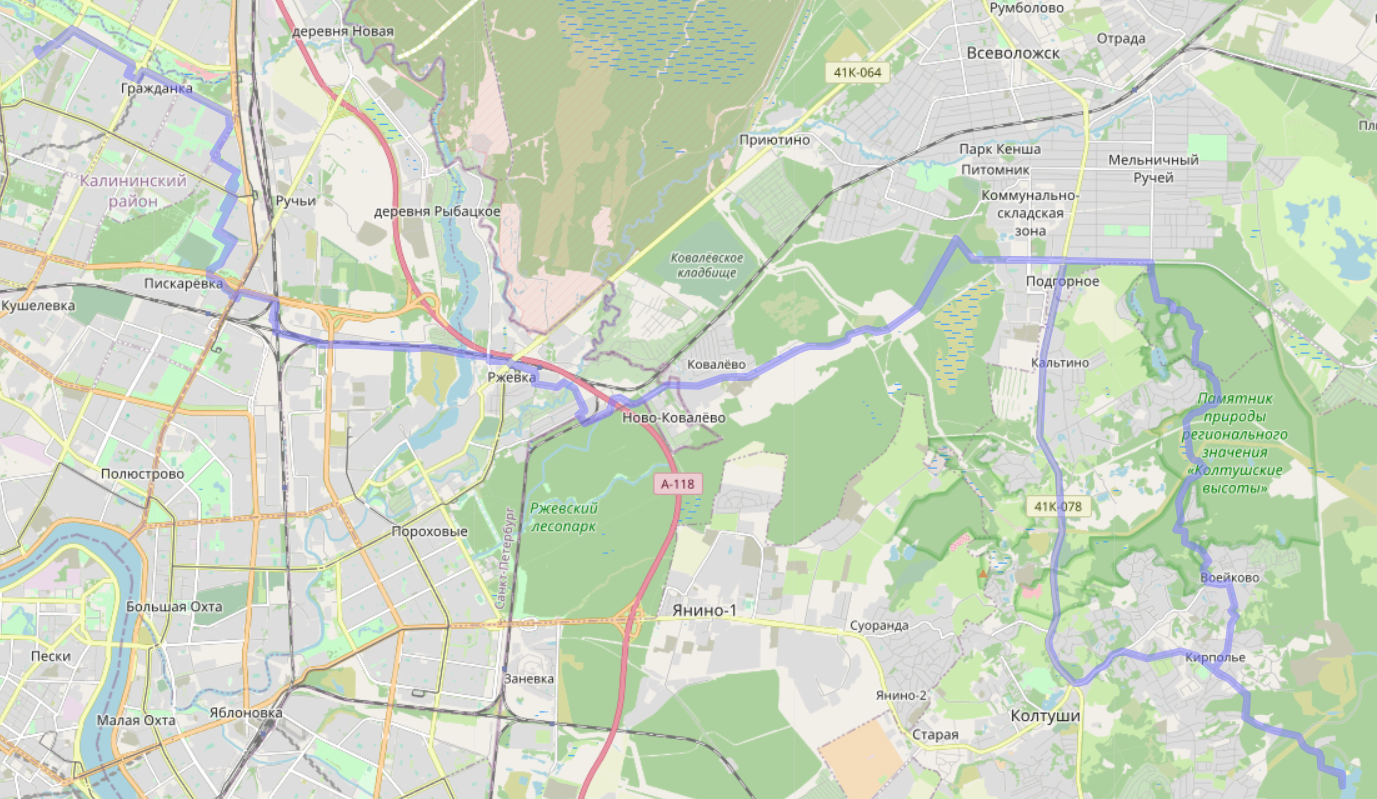 Румболово
деревня Новая
Отрада
Всеволожск
41К-064
Гражданка
Приютино
Парк Кенша
Питомник
Мельничный
Ручей
Калининский
район
Ручьи
деревня Рыбацкое
Коммунально-
складская
зона
Ковалёвское
кладбище
Пискарёвка
Подгорное
Кушелевка
Ржевка
Ковалёво
Кальтино
Памятник
природы
регионального
значения
«Колтушские
высоты»
Ново-Ковалёво
Полюстрово
А-118
Ржевский
лесопарк
41К-078
Пороховые
Санкт-Петербург
Воейково
Большая Охта
Янино-1
Суоранда
Пески
Кирполье
Заневка
Янино-2
Малая Охта
Яблоновка
Колтуши
Старая